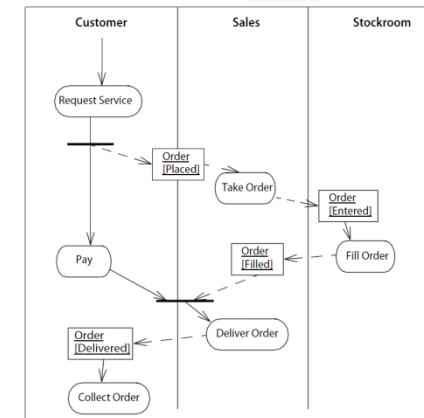 Customer
Sales
Stockroom
Request Service
Order
[Placed]
Take Order
Order
[Entered]
Pay
Order
[Filled]
Fill Order
Deliver Order
Order
[Delivered]
Collect Order